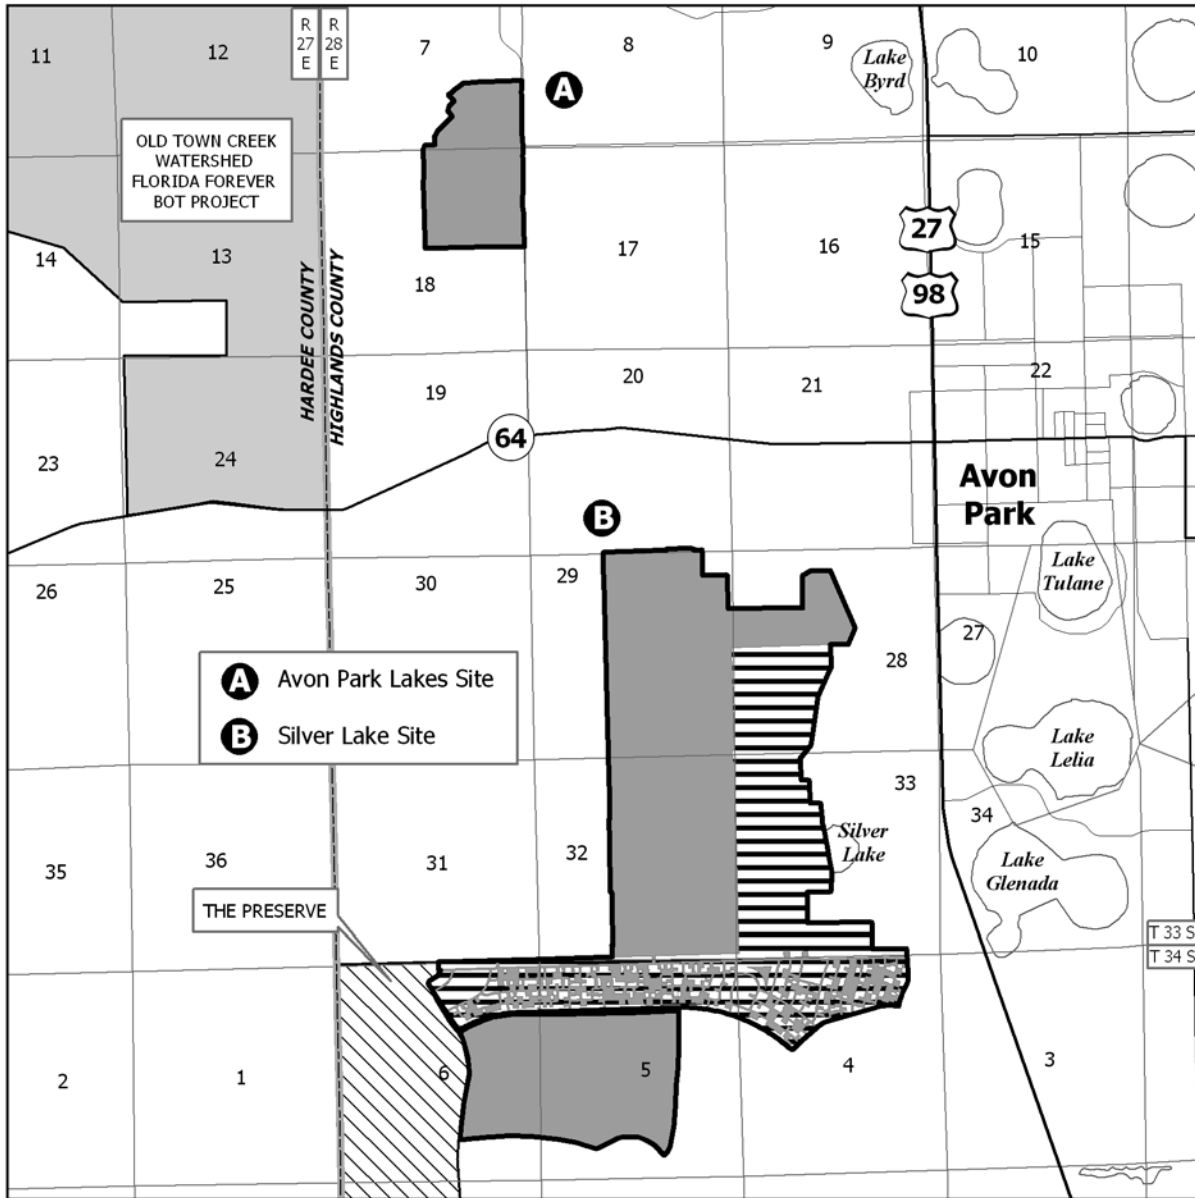 11
12
R
27
E
R
28
E
7
8
9
10
Lake
Byrd
A
OLD TOWN CREEK
WATERSHED
FLORIDA FOREVER
BOT PROJECT
14
13
18
17
16
15
27
98
HARDEE COUNTY
HIGHLANDS COUNTY
19
20
21
22
64
23
24
Avon
Park
B
26
25
30
29
28
27
Lake
Tulane
A Avon Park Lakes Site
B Silver Lake Site
Lake
Lelia
33
34
35
36
31
32
Silver
Lake
Lake
Glenada
THE PRESERVE
T 33 S
T 34 S
2
1
6
5
4
3